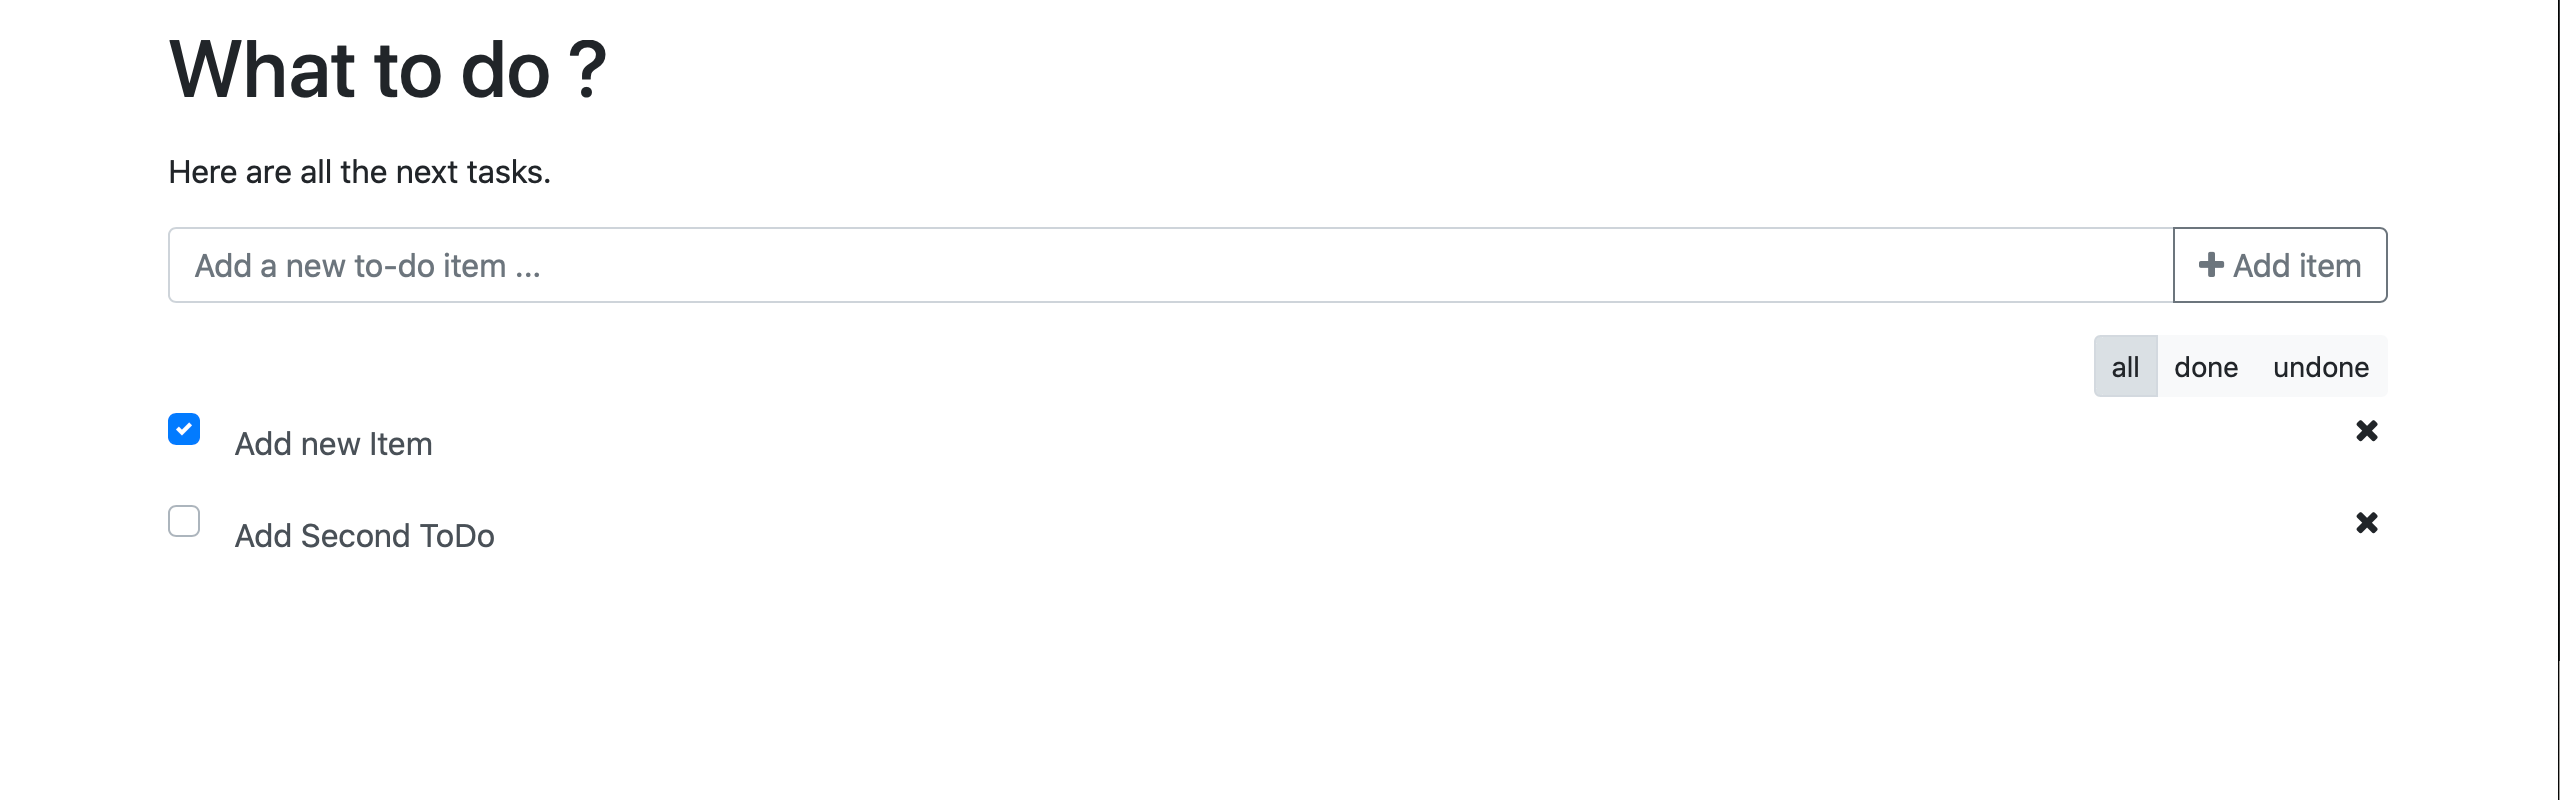 What to do ?
Here are all the next tasks.
Add a new to-do item ...
Add item
all done undone
Add new Item
Add Second ToDo